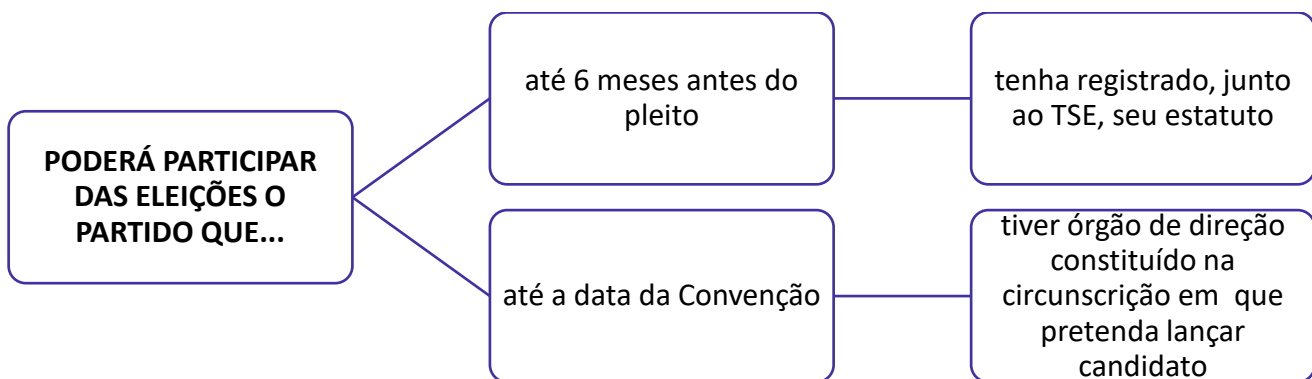 PODERÁ PARTICIPAR
DAS ELEIÇÕES O
PARTIDO QUE...
até 6 meses antes do
pleito
tenha registrado, junto
ao TSE, seu estatuto
até a data da Convenção
tiver órgão de direção
constituído na
circunscrição em que
pretenda lançar
candidato